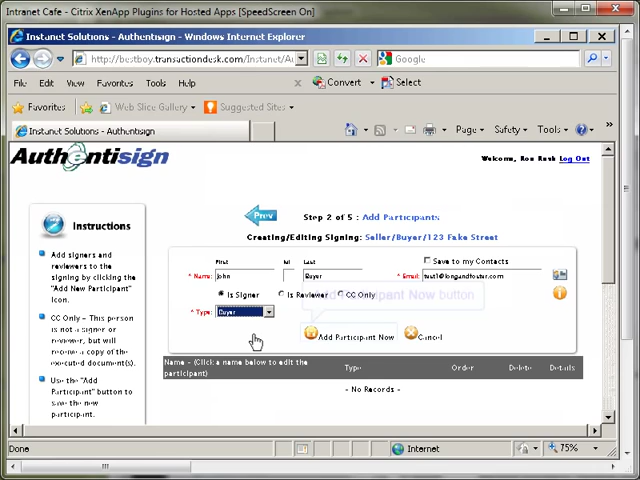 Intranet Cafe - Citrix XenApp Plugins for Hosted Apps [SpeedScreen On]
Instanet Solutions - Authentisign - Windows Internet Explorer
http://bestboy.transactiondesk.com/Instanet/Au
Google
File Edit View Favorites Tools Help
x Convert Select
Favorites Web Slice Gallery Suggested Sites
Instanet Solutions - Authentisign
Page Safety Tools
Authentisign
Welcome, Ron Rush Log Out
Instructions
Add signers and reviewers to the signing by clicking the "Add New Participant" icon.
CC Only - This person is not a signer or reviewer, but will receive a copy of the executed document(s).
Use the "Add Participant" button to save the new participant.
Prev Step 2 of 5 : Add Participants
Creating/Editing Signing: Seller/Buyer/123 Fake Street
First MI Last Save to my Contacts
* Name: John Buyer * Email: test1@longandfoster.com
Is Signer Is Reviewer CC Only
Participant Now button
* Type: Buyer
Add Participant Now Cancel
Name - (Click a name below to edit the participant) Type Order Delete Details
- No Records -
Done Internet 75%